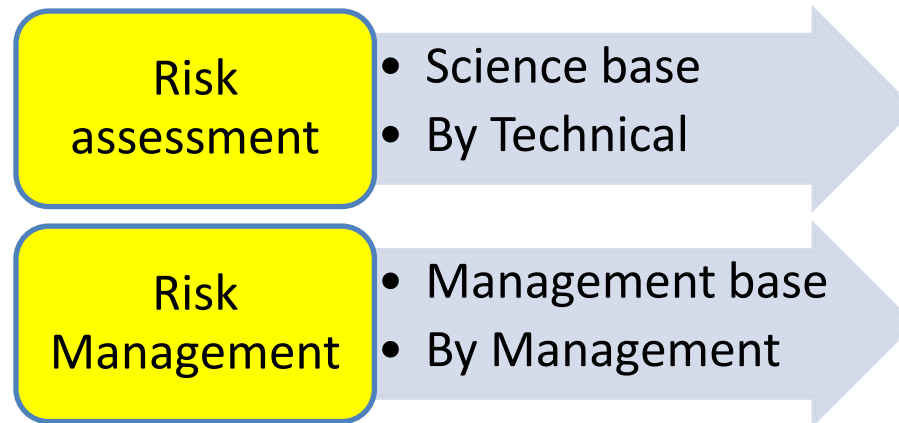 Risk
assessment
• Science base
• By Technical
Risk
Management
• Management base
• By Management